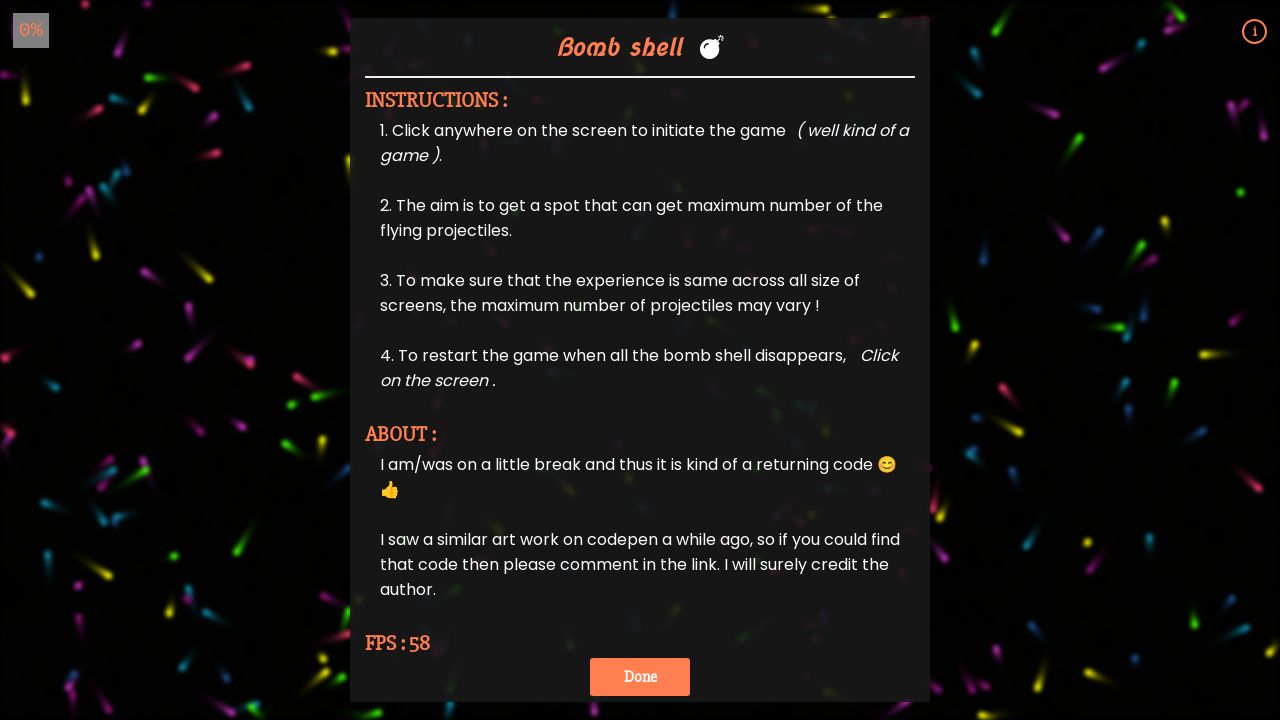 0%
i
Bomb shell 💣
INSTRUCTIONS :
1. Click anywhere on the screen to initiate the game ( well kind of a
game ).
2. The aim is to get a spot that can get maximum number of the
flying projectiles.
3. To make sure that the experience is same across all size of
screens, the maximum number of projectiles may vary !
4. To restart the game when all the bomb shell disappears, Click
on the screen .
ABOUT :
I am/was on a little break and thus it is kind of a returning code 😊
👍
I saw a similar art work on codepen a while ago, so if you could find
that code then please comment in the link. I will surely credit the
author.
FPS : 58
Done